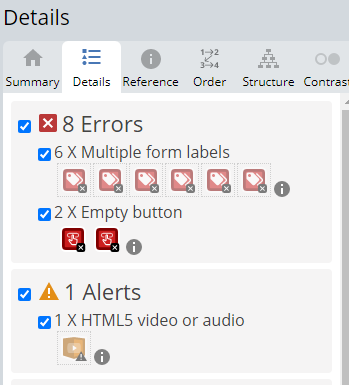 Details
Summary Details Reference Order Structure Contrast
8 Errors
6 X Multiple form labels
2 X Empty button
1 Alerts
1 X HTML5 video or audio